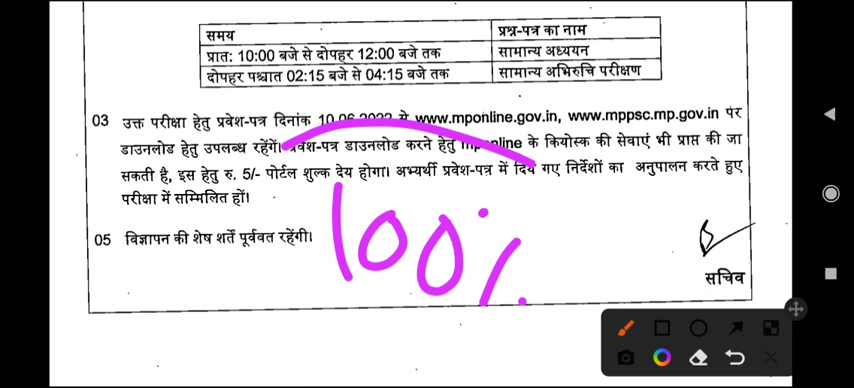 समय प्रश्न-पत्र का नाम
प्रात: 10:00 बजे से दोपहर 12:00 बजे तक सामान्य अध्ययन
दोपहर पश्चात 02:15 बजे से 04:15 बजे तक सामान्य अभिरुचि परीक्षण
03 उक्त परीक्षा हेतु प्रवेश-पत्र दिनांक से www.mponline.gov.in, www.mppsc.mp.gov.in पर
डाउनलोड हेतु उपलब्ध रहेंगें। प्रवेश-पत्र डाउनलोड करने हेतु mponline के कियोस्क की सेवाएं भी प्राप्त की जा
सकती है, इस हेतु रु. 5/- पोर्टल शुल्क देय होगा। अभ्यर्थी प्रवेश-पत्र में दिये गए निर्देशों का अनुपालन करते हुए
परीक्षा में सम्मिलित हों।
100%
05 विज्ञापन की शेष शर्ते पूर्ववत रहेंगी।
सचिव